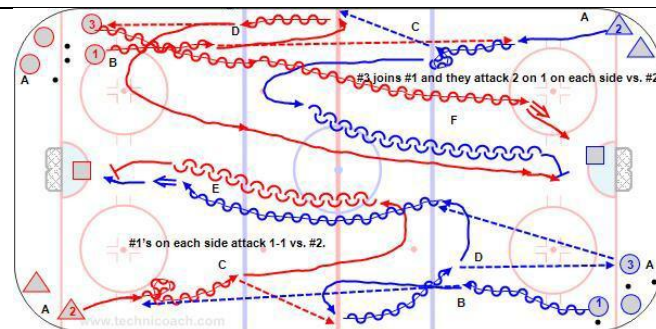 3
D
C
A
2
1
B
A
#3 joins #1 and they attack 2 on 1 on each side vs. #2
F
E
#1's on each side attack 1-1 vs. #2.
D
3
A
C
B
A
2
1
www.technicoach.com